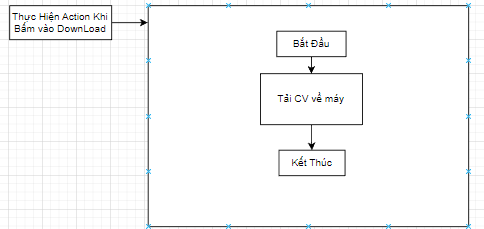 Thực Hiện Action Khi
Bấm vào DownLoad
Bắt Đầu
Tải CV về máy
Kết Thúc